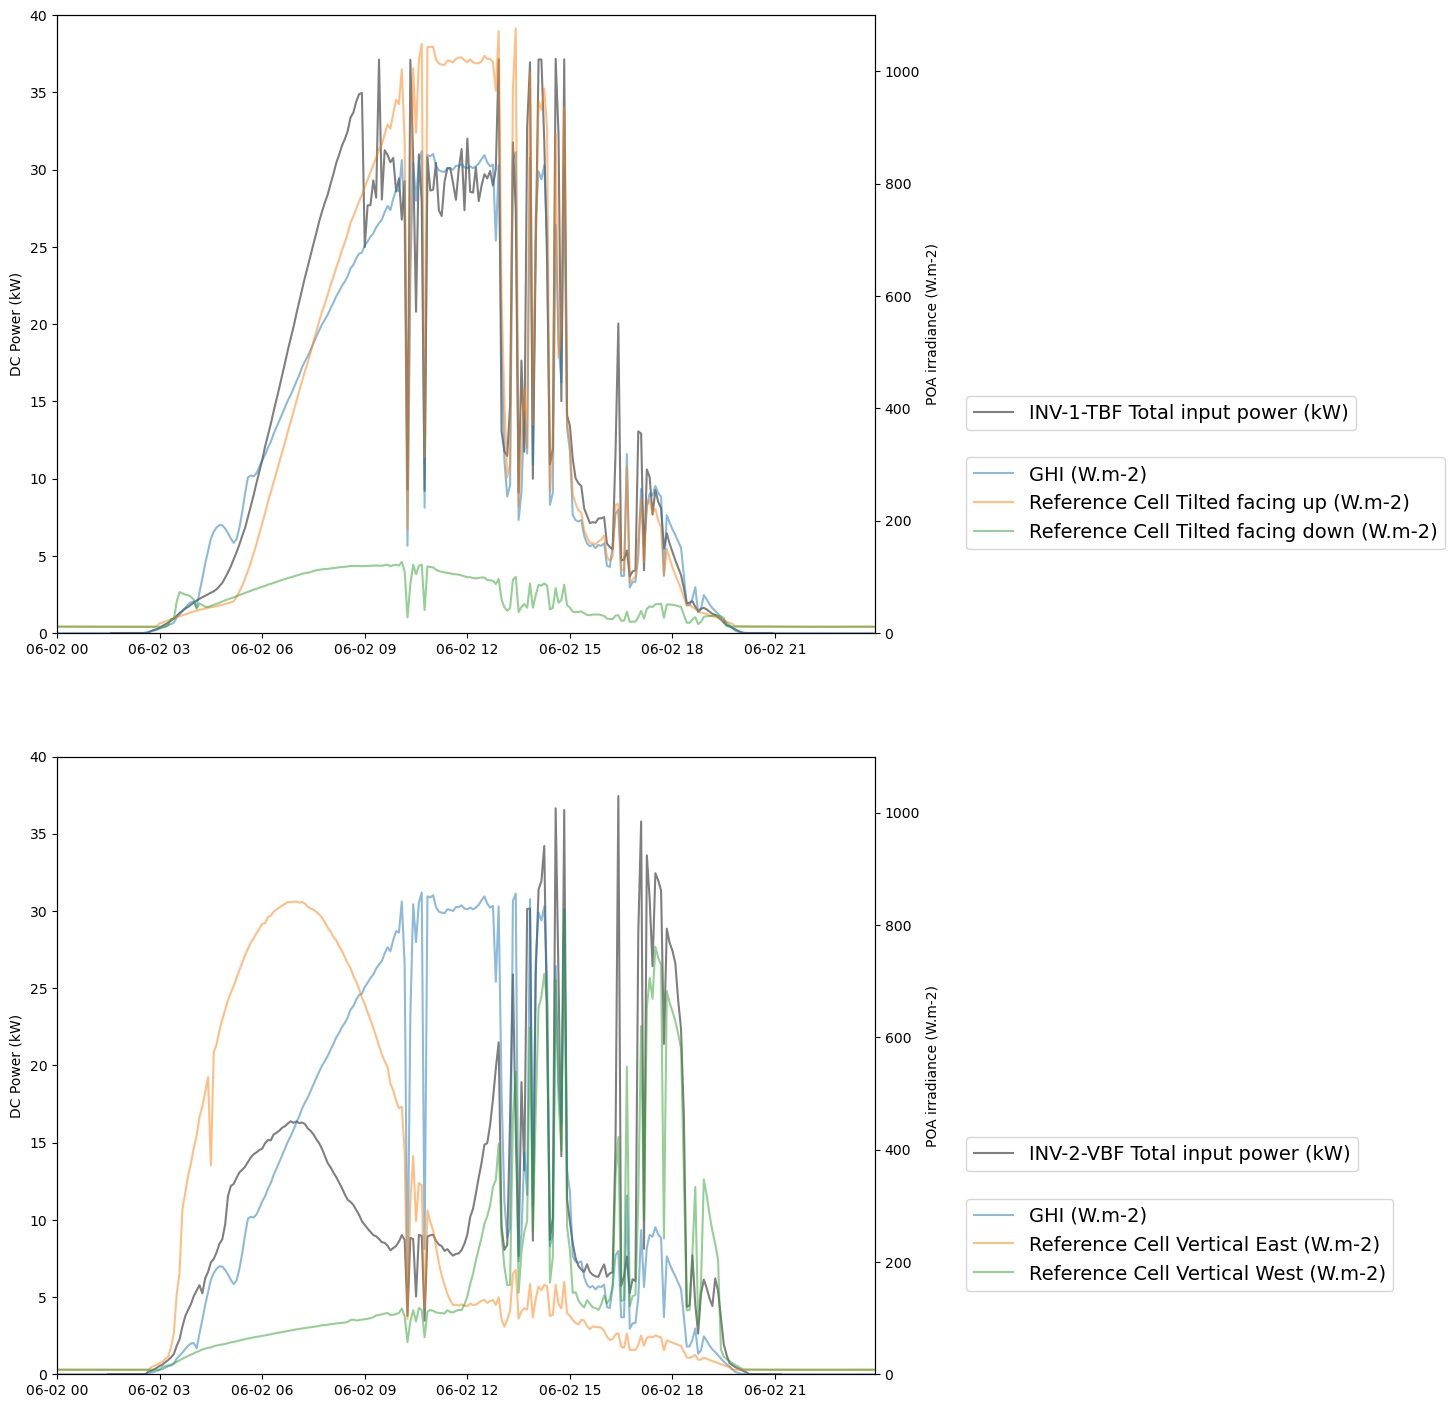 40
35
30
25
20
15
10
5
0
DC Power (kW)
1000
800
600
400
200
0
POA irradiance (W.m-2)
06-02 00 06-02 03 06-02 06 06-02 09 06-02 12 06-02 15 06-02 18 06-02 21
INV-1-TBF Total input power (kW)
GHI (W.m-2)
Reference Cell Tilted facing up (W.m-2)
Reference Cell Tilted facing down (W.m-2)
40
35
30
25
20
15
10
5
0
DC Power (kW)
1000
800
600
400
200
0
POA irradiance (W.m-2)
06-02 00 06-02 03 06-02 06 06-02 09 06-02 12 06-02 15 06-02 18 06-02 21
INV-2-VBF Total input power (kW)
GHI (W.m-2)
Reference Cell Vertical East (W.m-2)
Reference Cell Vertical West (W.m-2)